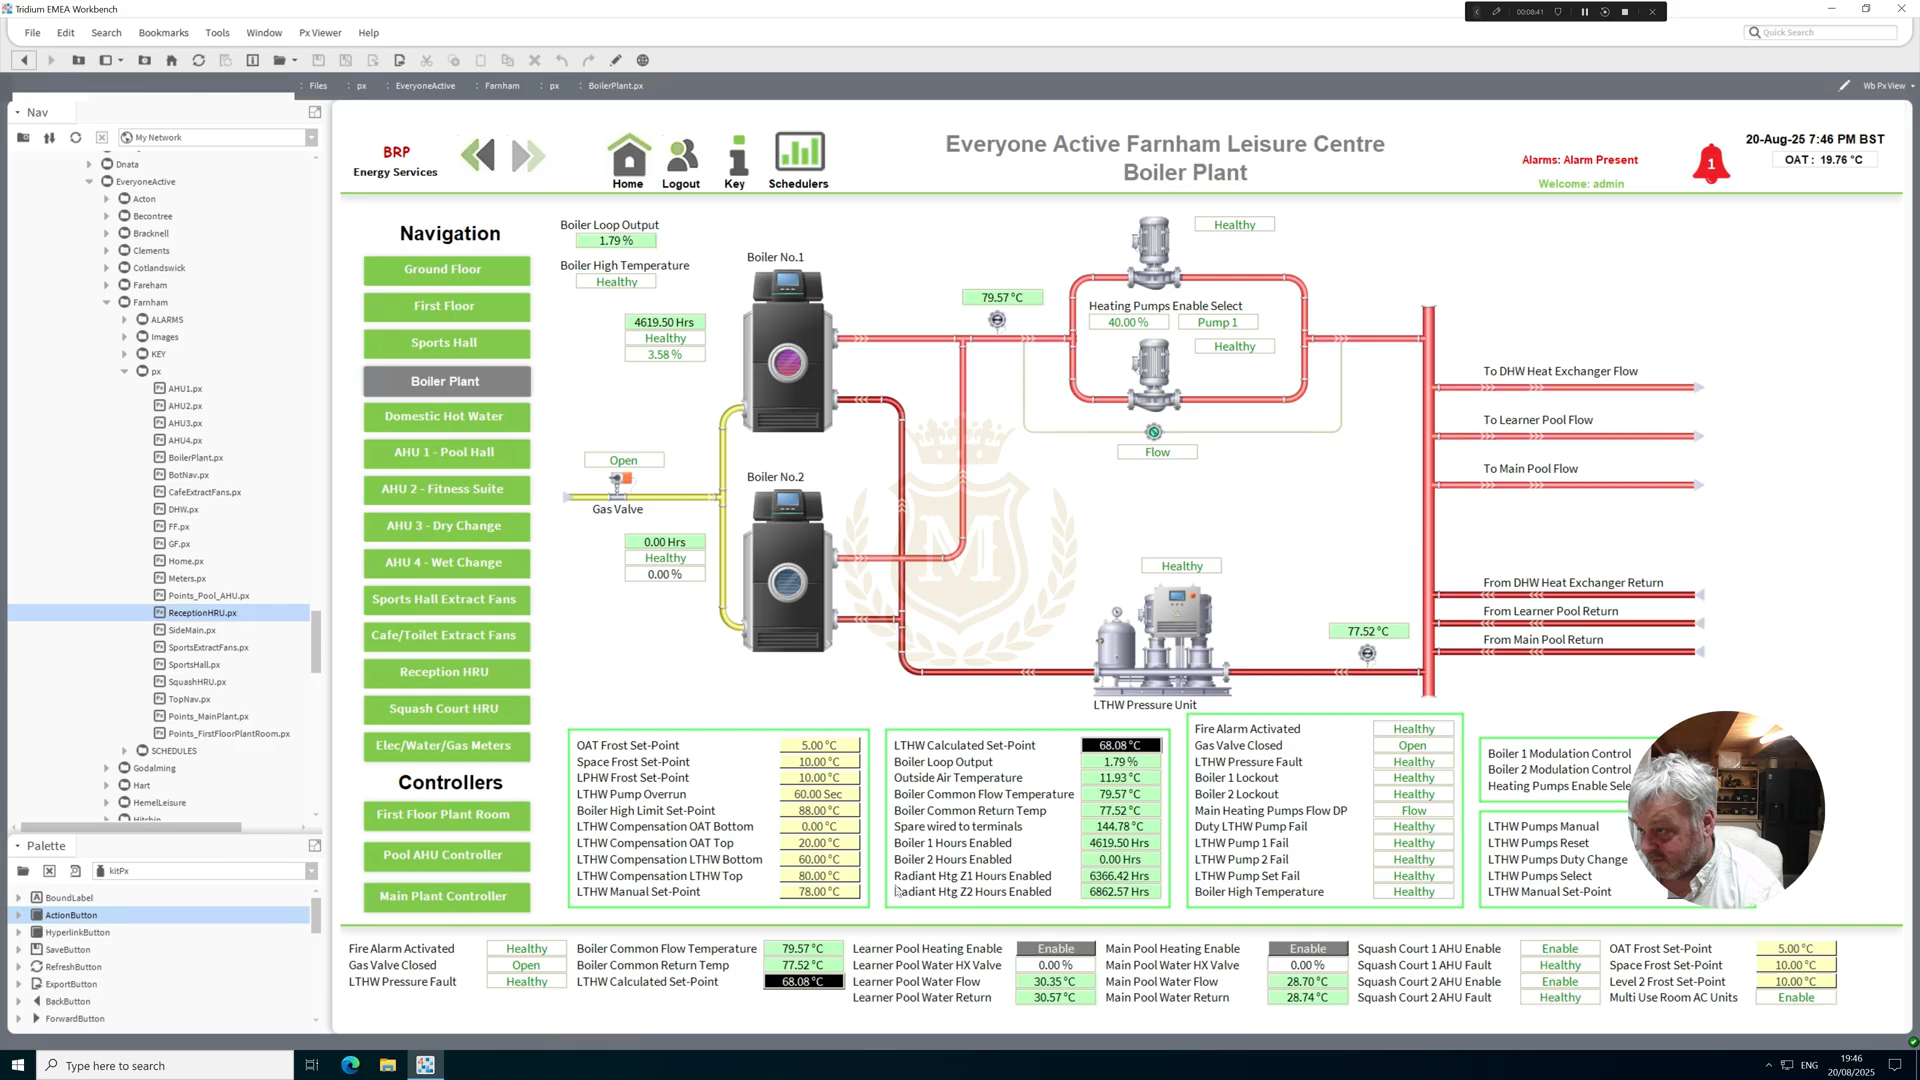 Tridium EMEA Workbench
00:08:41
File Edit Search Bookmarks Tools Window Px Viewer Help
Quick Search
: Files : px : EveryoneActive : Farnham : px : BoilerPlant.px
Wb PxView
Nav
My Network
Dnata
EveryoneActive
Acton
Becontree
Bracknell
Clements
Cotlandswick
Fareham
Farnham
ALARMS
Images
KEY
px
AHU1.px
AHU2.px
AHU3.px
AHU4.px
BoilerPlant.px
BotNav.px
CafeExtractFans.px
DHW.px
FF.px
GF.px
Home.px
Meters.px
Points_Pool_AHU.px
ReceptionHRU.px
SideMain.px
SportsExtractFans.px
SportsHall.px
SquashHRU.px
TopNav.px
Points_MainPlant.px
Points_FirstFloorPlantRoom.px
SCHEDULES
Godalming
Hart
HemelLeisure
Hitchin
Palette
kitPx
BoundLabel
ActionButton
HyperlinkButton
SaveButton
RefreshButton
ExportButton
BackButton
ForwardButton
BRP
Energy Services
Home
Logout
Key
Schedulers
Everyone Active Farnham Leisure Centre
Boiler Plant
Alarms: Alarm Present
Welcome: admin
1
20-Aug-25 7:46 PM BST
OAT : 19.76 °C
Navigation
Ground Floor
First Floor
Sports Hall
Boiler Plant
Domestic Hot Water
AHU 1 - Pool Hall
AHU 2 - Fitness Suite
AHU 3 - Dry Change
AHU 4 - Wet Change
Sports Hall Extract Fans
Cafe/Toilet Extract Fans
Reception HRU
Squash Court HRU
Elec/Water/Gas Meters
Controllers
First Floor Plant Room
Pool AHU Controller
Main Plant Controller
Boiler Loop Output
1.79 %
Boiler High Temperature
Healthy
Boiler No.1
4619.50 Hrs
Healthy
3.58 %
Open
Gas Valve
Boiler No.2
0.00 Hrs
Healthy
0.00 %
79.57 °C
Healthy
Heating Pumps Enable Select
40.00 % Pump 1
Healthy
Flow
M
To DHW Heat Exchanger Flow
To Learner Pool Flow
To Main Pool Flow
Healthy
LTHW Pressure Unit
77.52 °C
From DHW Heat Exchanger Return
From Learner Pool Return
From Main Pool Return
OAT Frost Set-Point 5.00 °C
Space Frost Set-Point 10.00 °C
LPHW Frost Set-Point 10.00 °C
LTHW Pump Overrun 60.00 Sec
Boiler High Limit Set-Point 88.00 °C
LTHW Compensation OAT Bottom 0.00 °C
LTHW Compensation OAT Top 20.00 °C
LTHW Compensation LTHW Bottom 60.00 °C
LTHW Compensation LTHW Top 80.00 °C
LTHW Manual Set-Point 78.00 °C
LTHW Calculated Set-Point 68.08 °C
Boiler Loop Output 1.79 %
Outside Air Temperature 11.93 °C
Boiler Common Flow Temperature 79.57 °C
Boiler Common Return Temp 77.52 °C
Spare wired to terminals 144.78 °C
Boiler 1 Hours Enabled 4619.50 Hrs
Boiler 2 Hours Enabled 0.00 Hrs
Radiant Htg Z1 Hours Enabled 6366.42 Hrs
Radiant Htg Z2 Hours Enabled 6862.57 Hrs
Fire Alarm Activated Healthy
Gas Valve Closed Open
LTHW Pressure Fault Healthy
Boiler 1 Lockout Healthy
Boiler 2 Lockout Healthy
Main Heating Pumps Flow DP Flow
Duty LTHW Pump Fail Healthy
LTHW Pump 1 Fail Healthy
LTHW Pump 2 Fail Healthy
LTHW Pump Set Fail Healthy
Boiler High Temperature Healthy
Boiler 1 Modulation Control
Boiler 2 Modulation Control
Heating Pumps Enable Sele
LTHW Pumps Manual
LTHW Pumps Reset
LTHW Pumps Duty Change
LTHW Pumps Select
LTHW Manual Set-Point
Fire Alarm Activated Healthy
Gas Valve Closed Open
LTHW Pressure Fault Healthy
Boiler Common Flow Temperature 79.57 °C
Boiler Common Return Temp 77.52 °C
LTHW Calculated Set-Point 68.08 °C
Learner Pool Heating Enable Enable
Learner Pool Water HX Valve 0.00 %
Learner Pool Water Flow 30.35 °C
Learner Pool Water Return 30.57 °C
Main Pool Heating Enable Enable
Main Pool Water HX Valve 0.00 %
Main Pool Water Flow 28.70 °C
Main Pool Water Return 28.74 °C
Squash Court 1 AHU Enable Enable
Squash Court 1 AHU Fault Healthy
Squash Court 2 AHU Enable Enable
Squash Court 2 AHU Fault Healthy
OAT Frost Set-Point 5.00 °C
Space Frost Set-Point 10.00 °C
Level 2 Frost Set-Point 10.00 °C
Multi Use Room AC Units Enable
Type here to search
ENG
19:46
20/08/2025